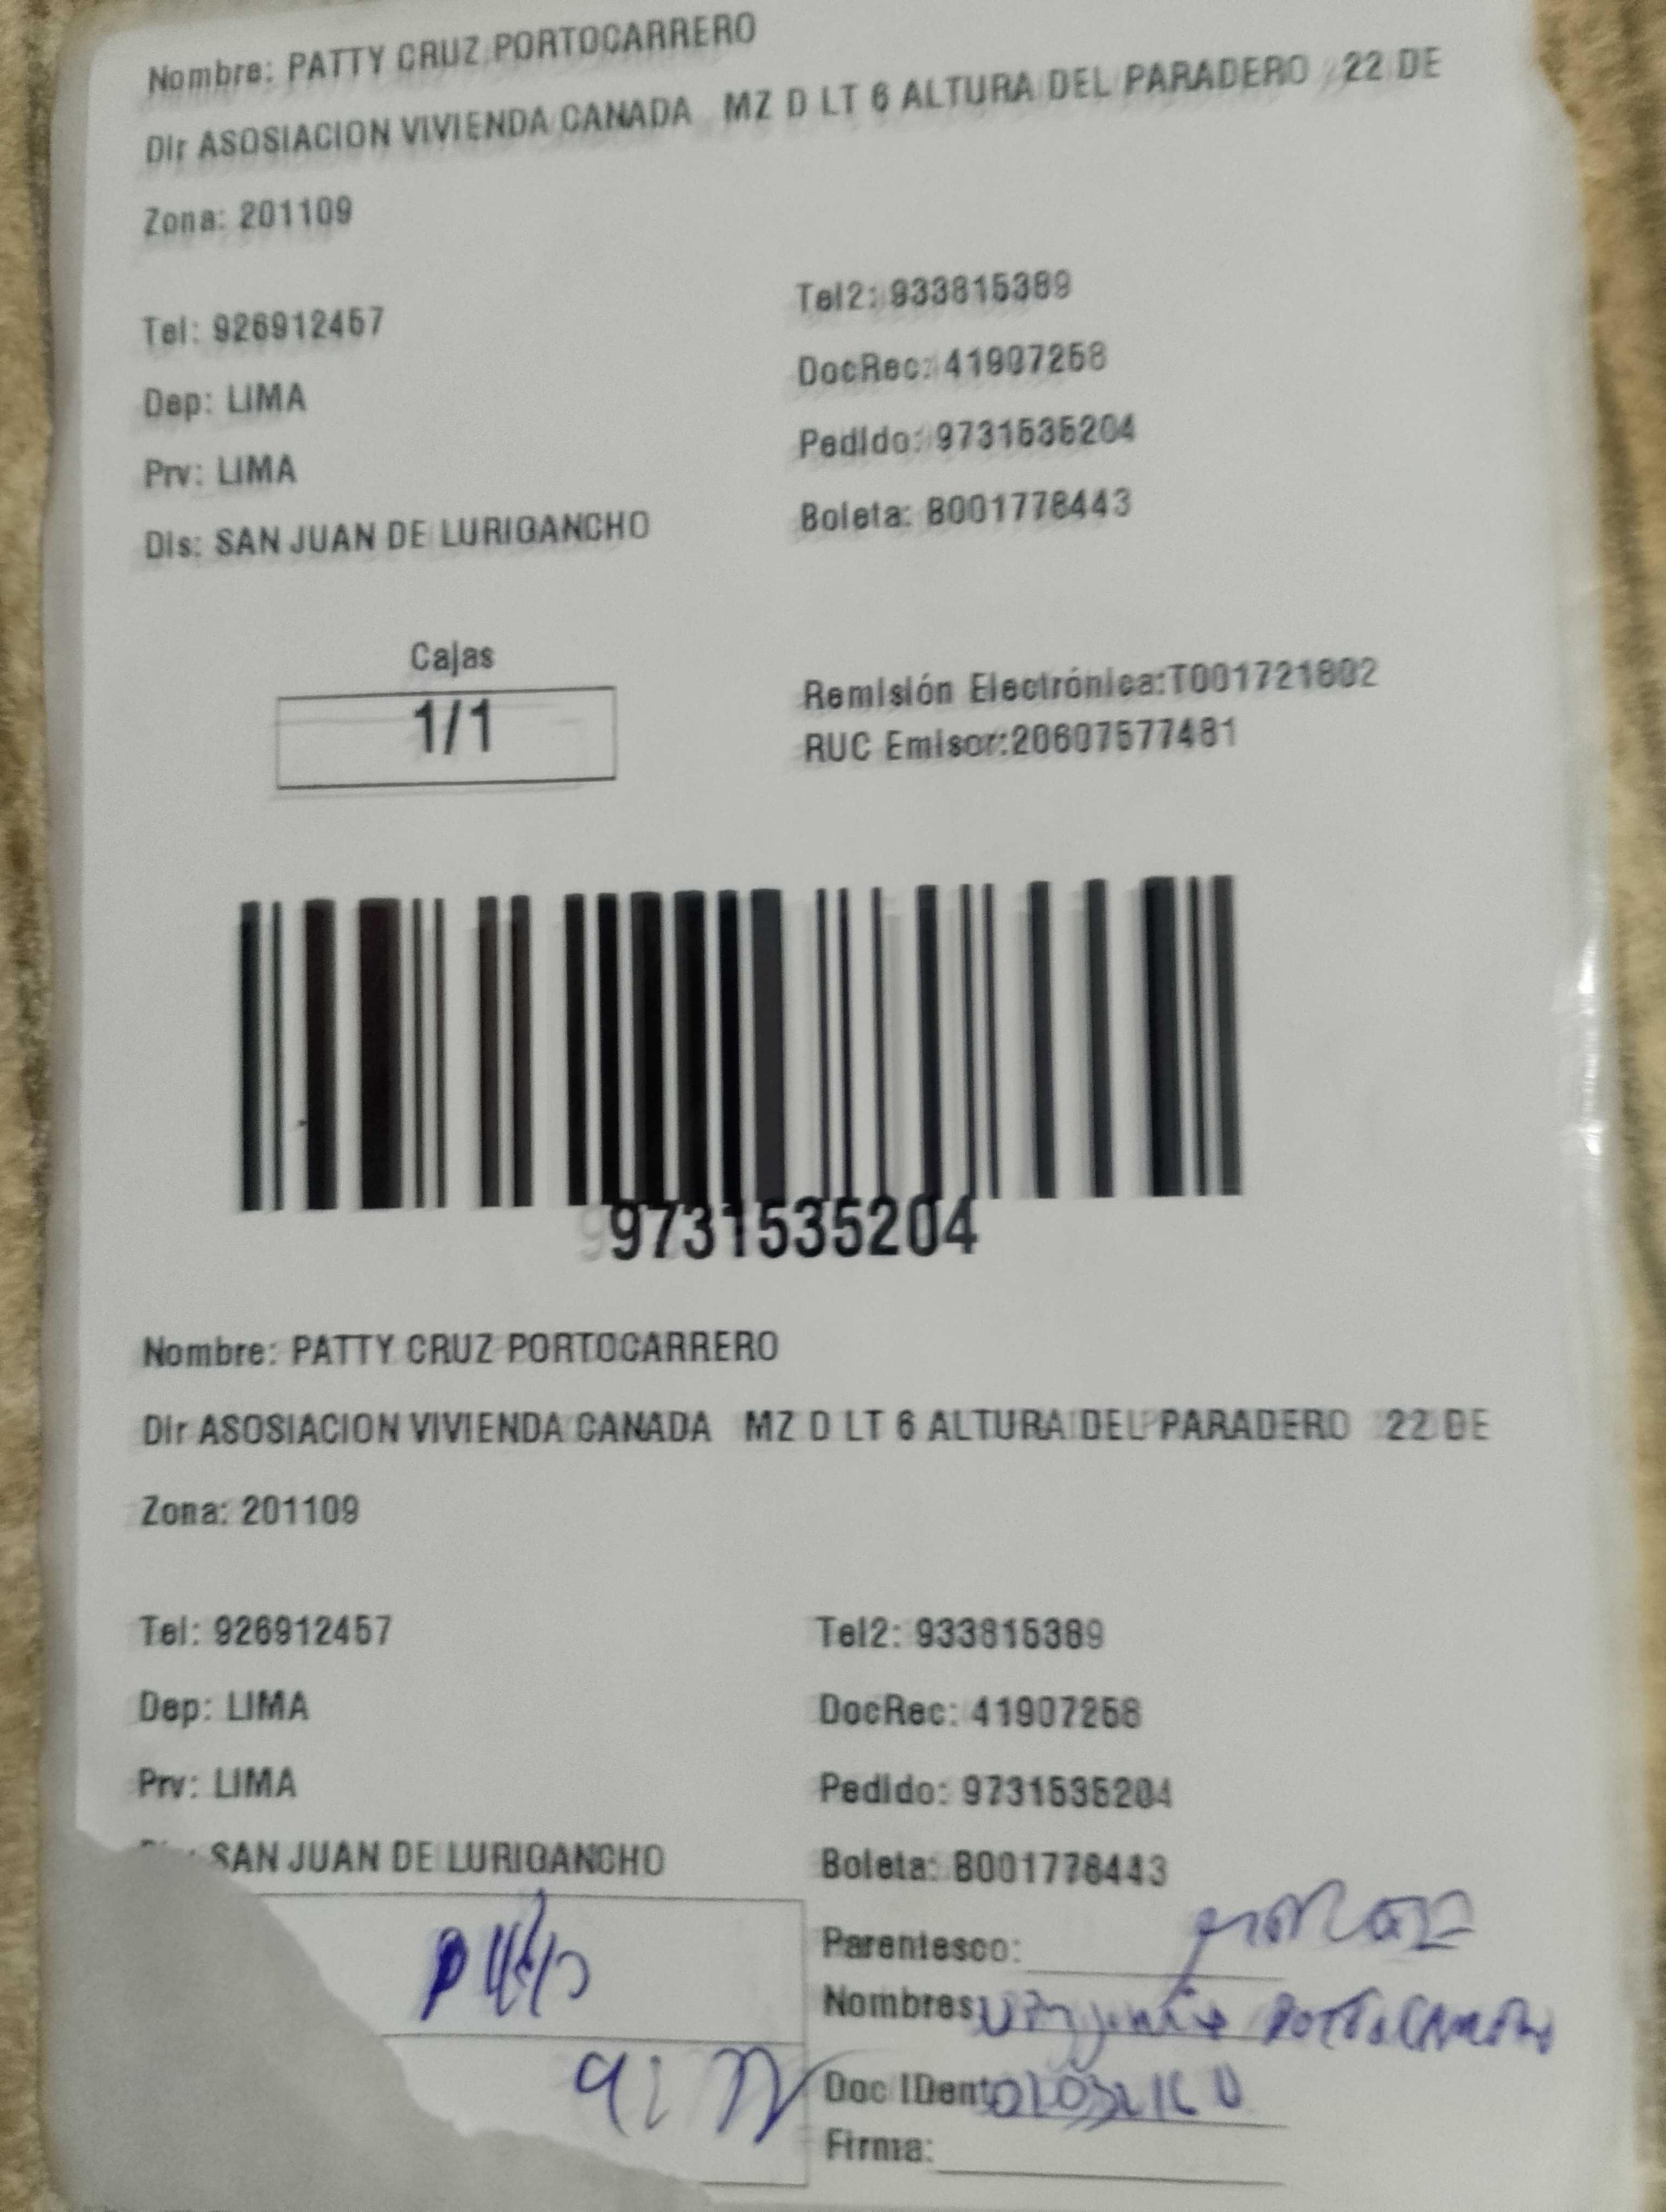 Nombre: PATTY CRUZ PORTOCARRERO
Dir ASOSIACION VIVIENDA CANADA MZ D LT 6 ALTURA DEL PARADERO 22 DE
Zona: 201109
Tel: 926912457
Tel2: 933815389
Dep: LIMA
DocRec: 41907258
Prv: LIMA
Pedido: 9731535204
Dis: SAN JUAN DE LURIGANCHO
Boleta: B001778443
Cajas
1/1
Remisión Electrónica:T001721802
RUC Emisor:20607577481
9731535204
Nombre: PATTY CRUZ PORTOCARRERO
Dir ASOSIACION VIVIENDA CANADA MZ D LT 6 ALTURA DEL PARADERO 22 DE
Zona: 201109
Tel: 926912457
Tel2: 933815389
Dep: LIMA
DocRec: 41907258
Prv: LIMA
Pedido: 9731535204
SAN JUAN DE LURIGANCHO
Boleta: B001778443
Parentesco:
Nombres:
Doc IDent
Firma: